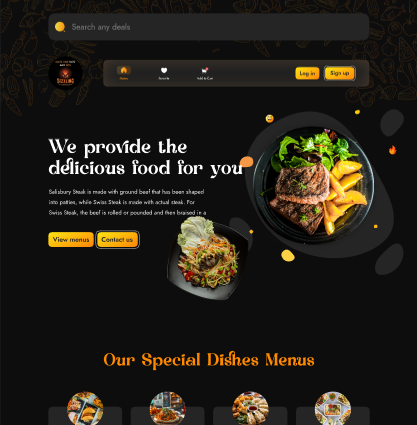 Search any deals
SIZZLING
Home
Favorite
Add to Cart
Log in
Sign up
We provide the
delicious food for you
Salisbury Steak is made with ground beef that has been shaped
into patties, while Swiss Steak is made with actual steak. For
Swiss Steak, the beef is rolled or pounded and then braised in a
View menus
Contact us
Our Special Dishes Menus